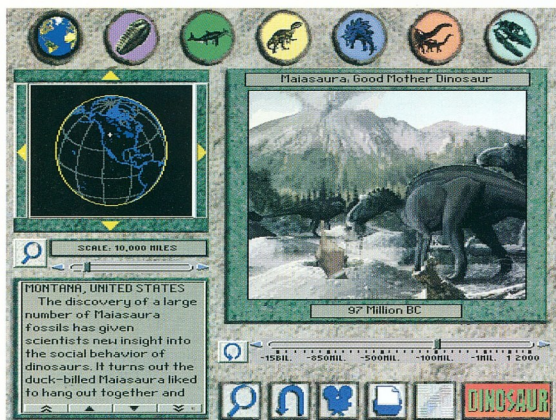 Maiasaura, Good Mother Dinosaur
SCALE: 10,000 MILES
97 Million BC
MONTANA, UNITED STATES
The discovery of a large
number of Maiasaura
fossils has given
scientists new insight into
the social behavior of
dinosaurs. It turns out the
duck-billed Maiasaura liked
to hang out together and
-15BIL. -850MIL. -500MIL. -100MIL. -1 1 2000
DINOSAUR